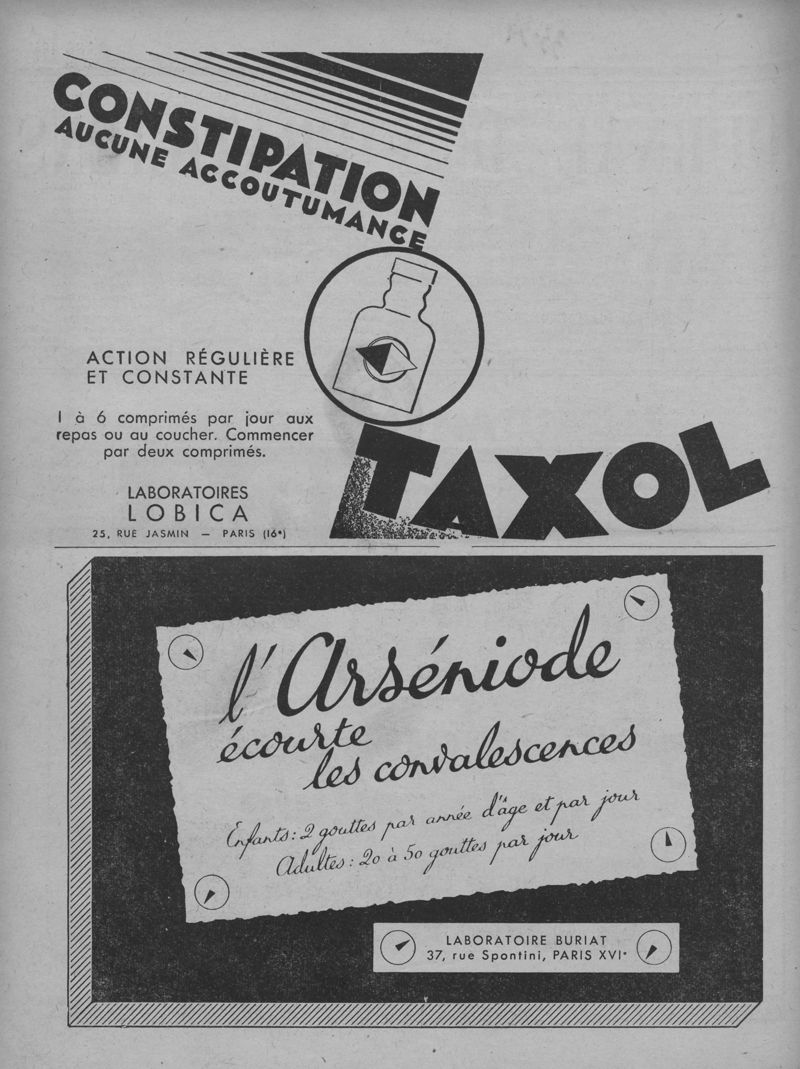 CONSTIPATION
AUCUNE ACCOUTUMANCE
ACTION RÉGULIÈRE
ET CONSTANTE
1 à 6 comprimés par jour aux
repas ou au coucher. Commencer
par deux comprimés.
LABORATOIRES
LOBICA
25, RUE JASMIN — PARIS (16e)
TAXOL
l'Arséniode
écourte
les convalescences
Enfants : 2 gouttes par année d'âge et par jour
Adultes : 20 à 50 gouttes par jour
LABORATOIRE BURIAT
37, rue Spontini, PARIS XVIe